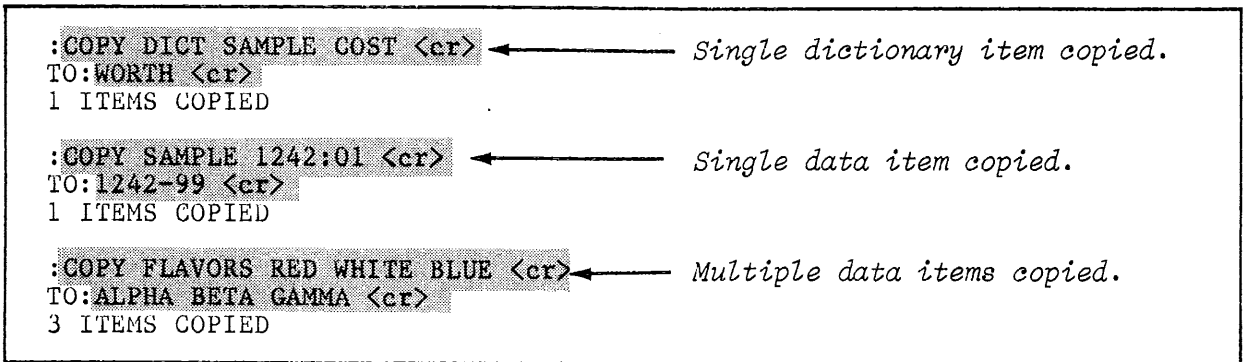 :COPY DICT SAMPLE COST <cr> Single dictionary item copied.
TO:WORTH <cr>
1 ITEMS COPIED
:COPY SAMPLE 1242:01 <cr> Single data item copied.
TO:1242-99 <cr>
1 ITEMS COPIED
:COPY FLAVORS RED WHITE BLUE <cr> Multiple data items copied.
TO:ALPHA BETA GAMMA <cr>
3 ITEMS COPIED